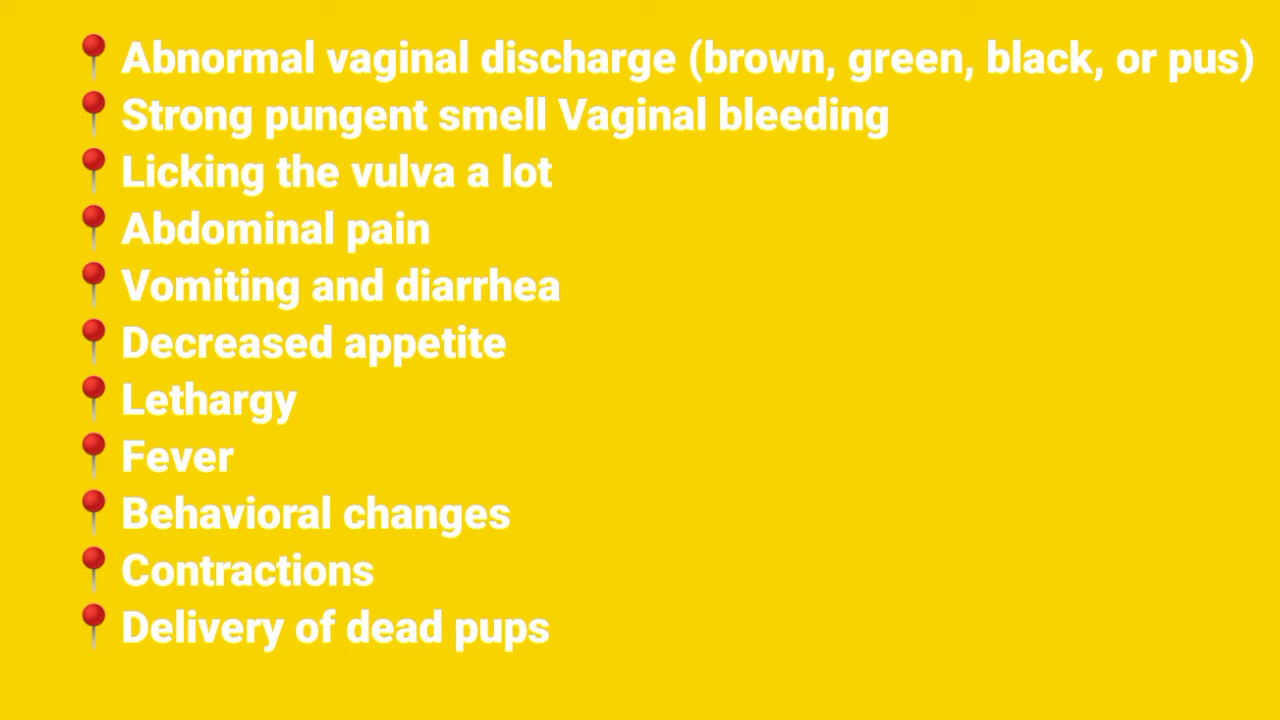 📍 Abnormal vaginal discharge (brown, green, black, or pus)
📍 Strong pungent smell Vaginal bleeding
📍 Licking the vulva a lot
📍 Abdominal pain
📍 Vomiting and diarrhea
📍 Decreased appetite
📍 Lethargy
📍 Fever
📍 Behavioral changes
📍 Contractions
📍 Delivery of dead pups